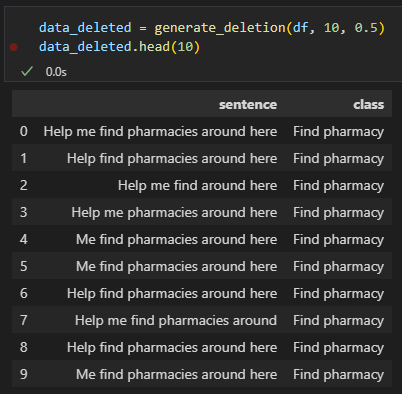 data_deleted = generate_deletion(df, 10, 0.5)
data_deleted.head(10)
0.0s
sentence class
0 Help me find pharmacies around here Find pharmacy
1 Help find pharmacies around here Find pharmacy
2 Help me find around here Find pharmacy
3 Help me pharmacies around here Find pharmacy
4 Me find pharmacies around here Find pharmacy
5 Me find pharmacies around here Find pharmacy
6 Help find pharmacies around here Find pharmacy
7 Help me find pharmacies around Find pharmacy
8 Help find pharmacies around here Find pharmacy
9 Me find pharmacies around here Find pharmacy